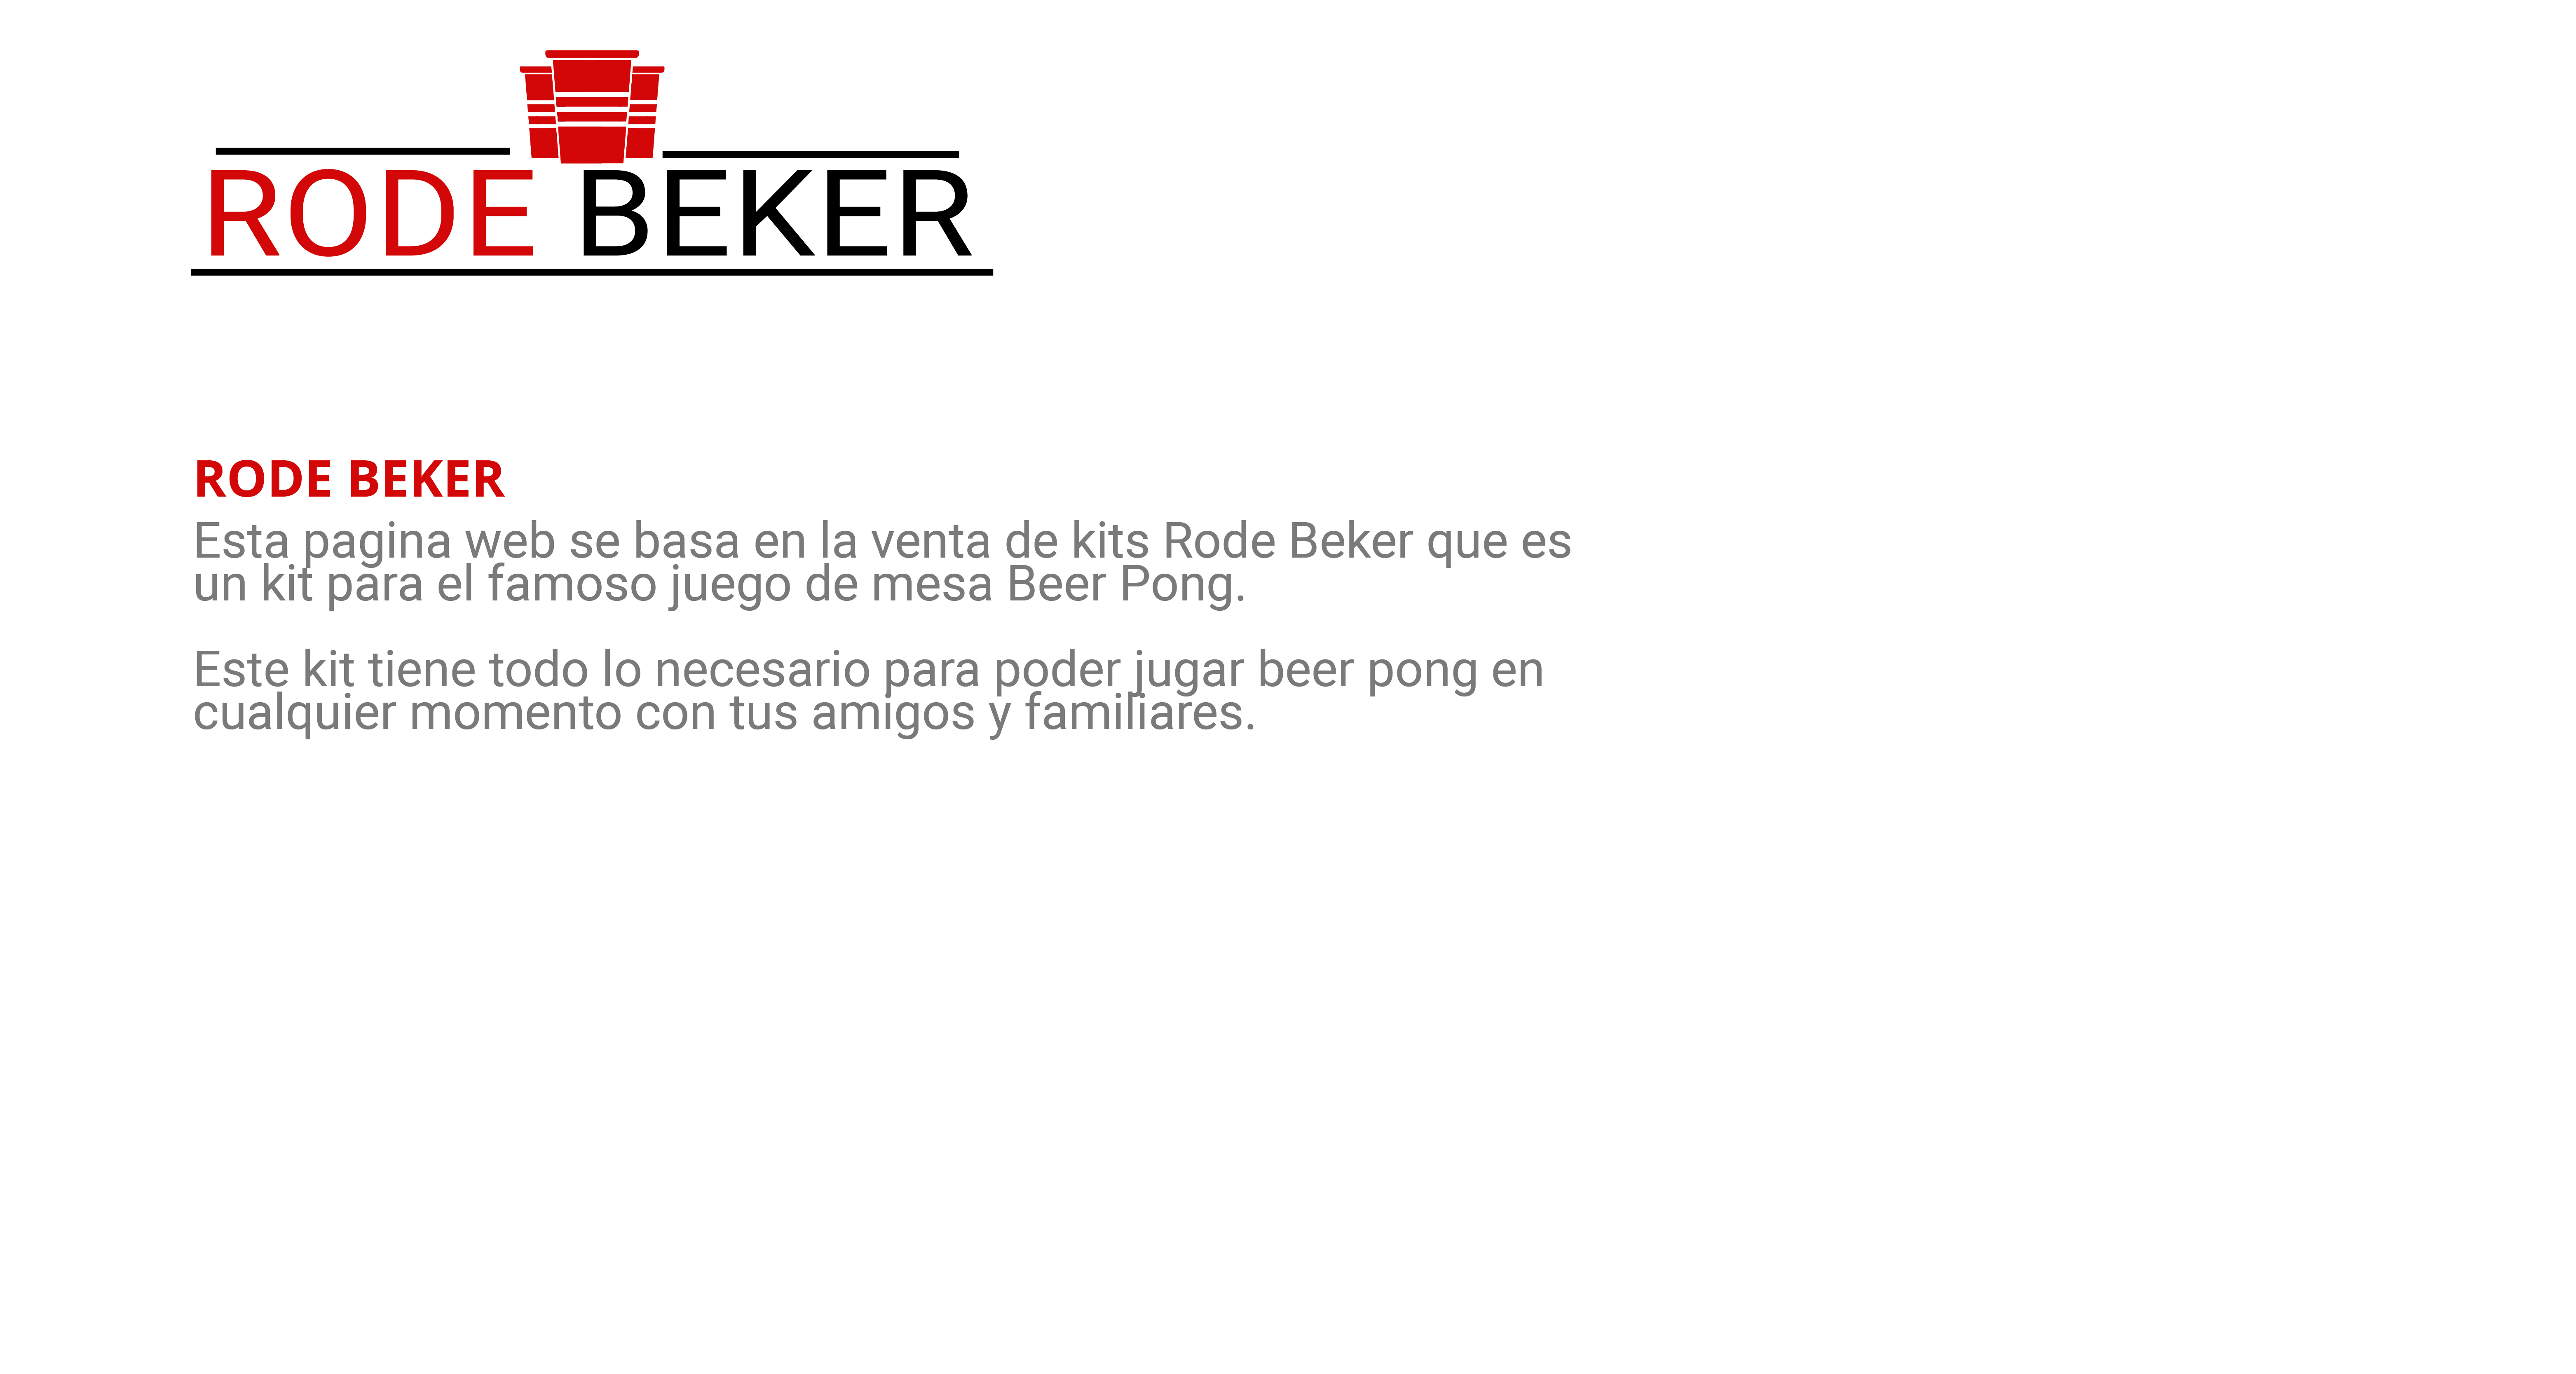 RODE BEKER
RODE BEKER
Esta pagina web se basa en la venta de kits Rode Beker que es
un kit para el famoso juego de mesa Beer Pong.
Este kit tiene todo lo necesario para poder jugar beer pong en
cualquier momento con tus amigos y familiares.